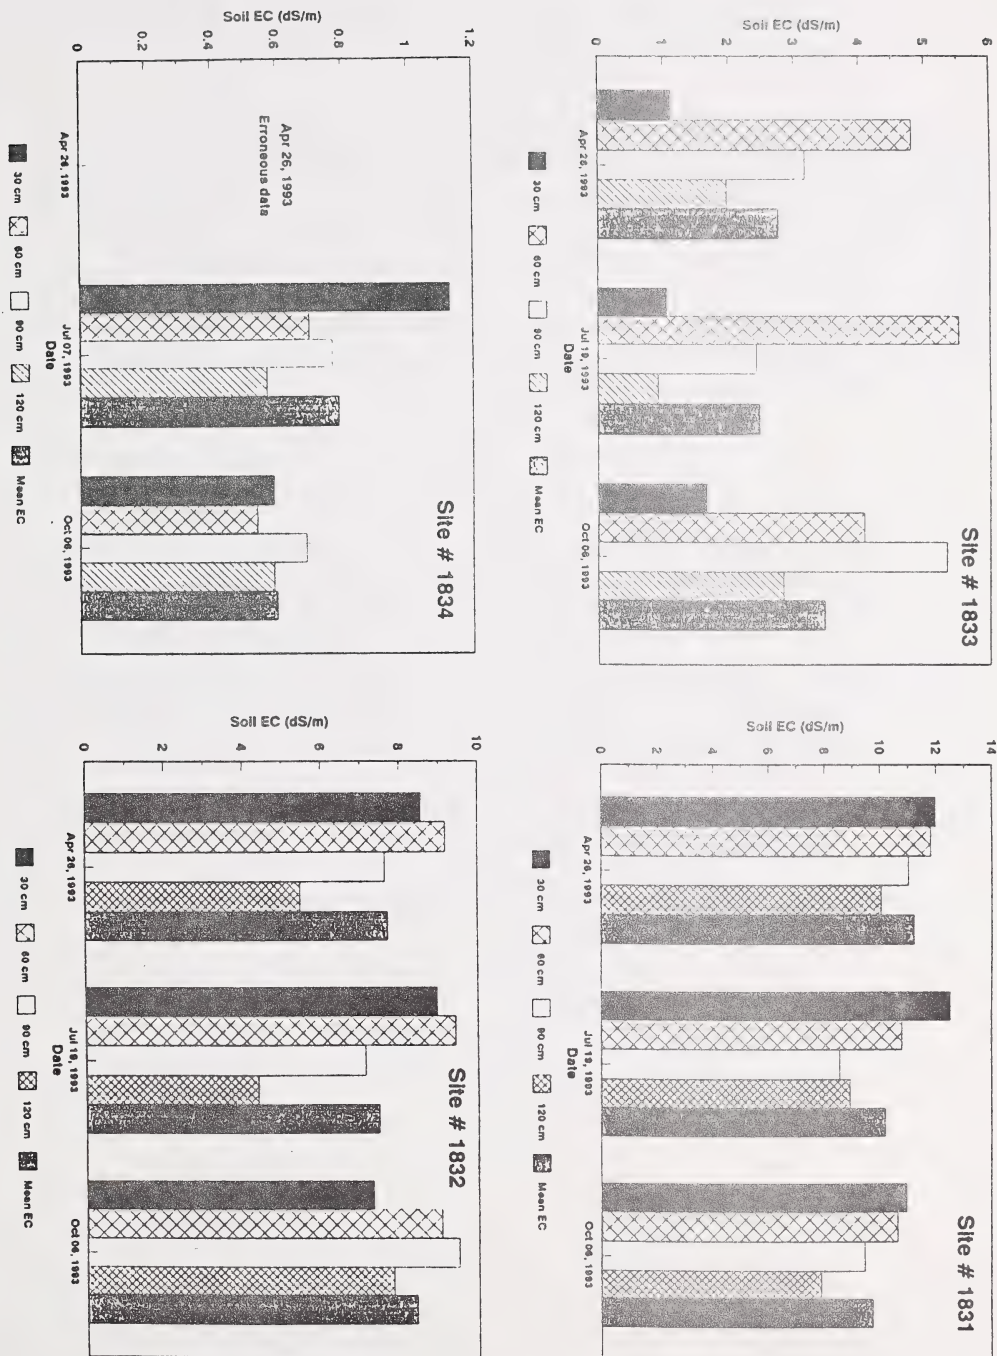 Site # 1833
Soil EC (dS/m)
6
5
4
3
2
1
0
Apr 26, 1993
Jul 19, 1993
Oct 06, 1993
Date
30 cm
60 cm
90 cm
120 cm
Mean EC
Site # 1831
Soil EC (dS/m)
14
12
10
8
6
4
2
0
Apr 26, 1993
Jul 19, 1993
Oct 06, 1993
Date
30 cm
60 cm
90 cm
120 cm
Mean EC
Site # 1834
Soil EC (dS/m)
1.2
1
0.8
0.6
0.4
0.2
0
Apr 26, 1993
Erroneous data
Apr 26, 1993
Jul 07, 1993
Oct 06, 1993
Date
30 cm
60 cm
90 cm
120 cm
Mean EC
Site # 1832
Soil EC (dS/m)
10
8
6
4
2
0
Apr 26, 1993
Jul 19, 1993
Oct 06, 1993
Date
30 cm
60 cm
90 cm
120 cm
Mean EC